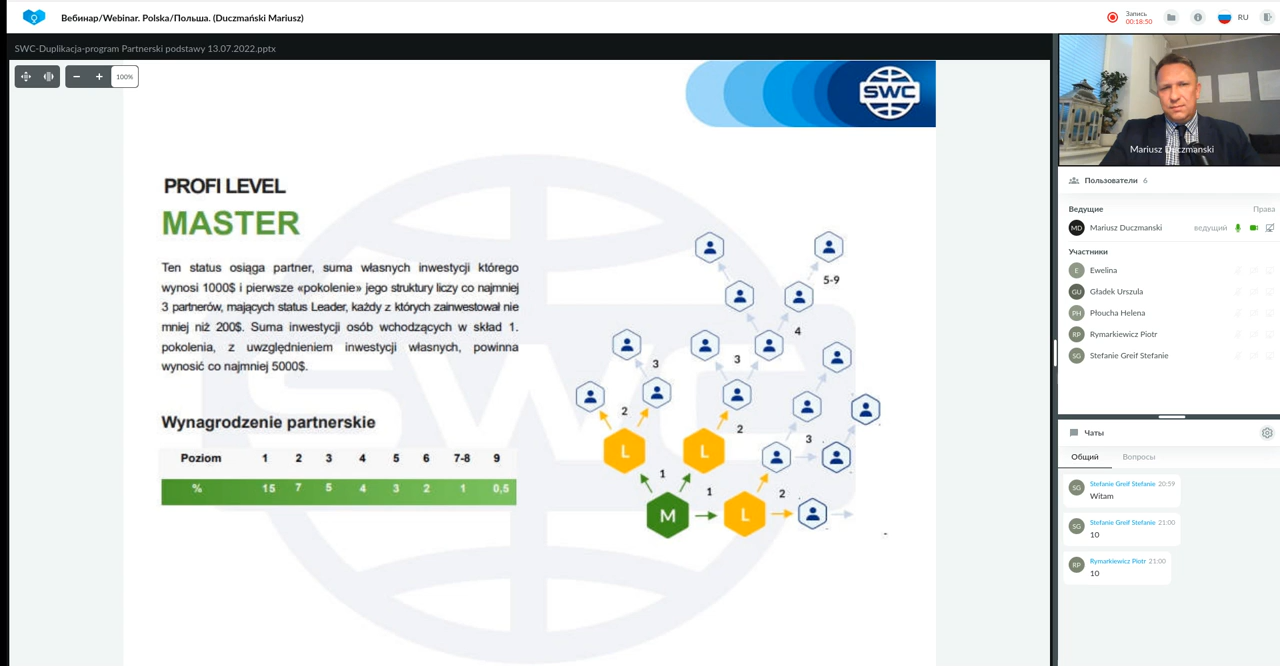 Вебинар/Webinar. Polska/Польша. (Duczmański Mariusz)
Запись
00:18:50
RU
SWC-Duplikacja-program Partnerski podstawy 13.07.2022.pptx
100%
SWC
PROFI LEVEL
MASTER
Ten status osiąga partner, suma własnych inwestycji którego
wynosi 1000$ i pierwsze «pokolenie» jego struktury liczy co najmniej
3 partnerów, mających status Leader, każdy z których zainwestował nie
mniej niż 200$. Suma inwestycji osób wchodzących w skład 1.
pokolenia, z uwzględnieniem inwestycji własnych, powinna
wynosić co najmniej 5000$.
Wynagrodzenie partnerskie
Poziom 1 2 3 4 5 6 7-8 9
% 15 7 5 4 3 2 1 0,5
5-9
4
3
3
2
2
L
L
3
1
1
2
M
L
SWC
Mariusz Duczmanski
Пользователи 6
Ведущие Права
MD Mariusz Duczmanski ведущий
Участники
E Ewelina
GU Gładek Urszula
PH Płoucha Helena
RP Rymarkiewicz Piotr
SG Stefanie Greif Stefanie
Чаты
Общий Вопросы
SG Stefanie Greif Stefanie 20:59
Witam
SG Stefanie Greif Stefanie 21:00
10
RP Rymarkiewicz Piotr 21:00
10